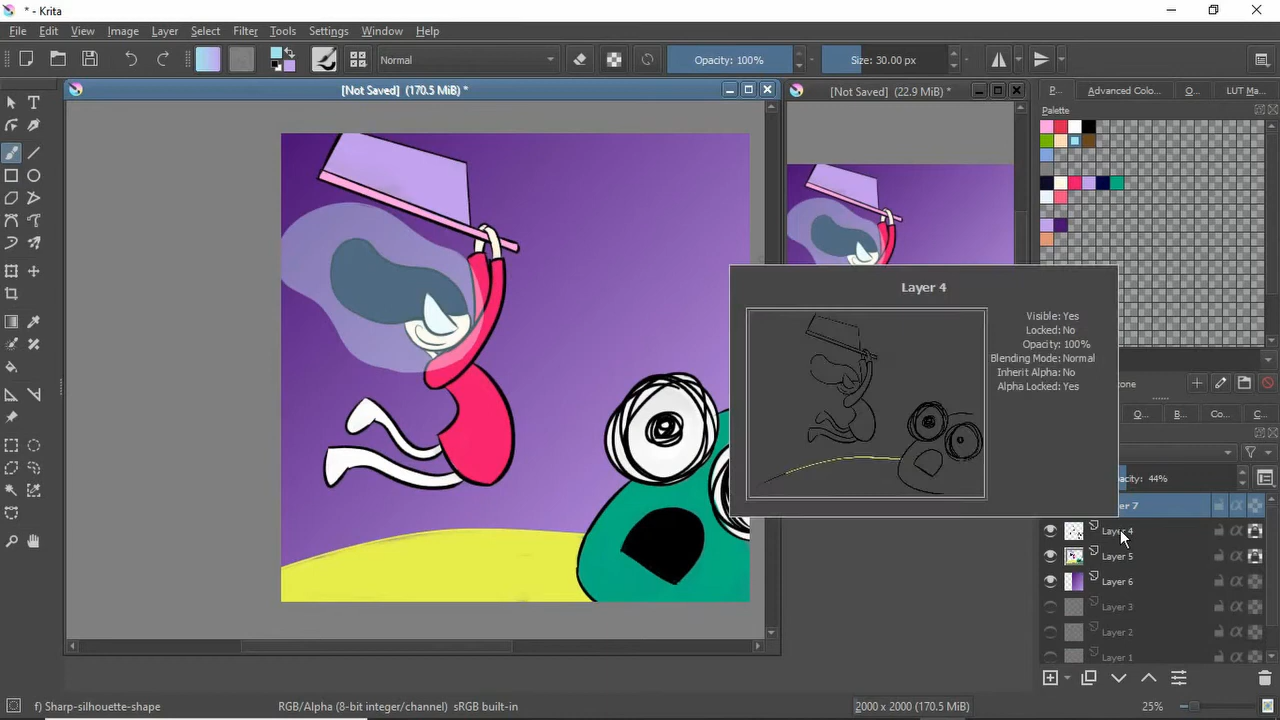 * - Krita
File Edit View Image Layer Select Filter Tools Settings Window Help
Normal Opacity: 100% Size: 30.00 px
[Not Saved] (170.5 MiB) * [Not Saved] (22.9 MiB) * P... Advanced Colo... O... LUT Ma...
Palette
Layer 4
Visible: Yes
Locked: No
Opacity: 100%
Blending Mode: Normal
Inherit Alpha: No
Alpha Locked: Yes
Q... B... Co... C...
44%
Layer 4
Layer 5
Layer 6
Layer 3
Layer 2
Layer 1
f) Sharp-silhouette-shape RGB/Alpha (8-bit integer/channel) sRGB built-in 2000 x 2000 (170.5 MiB) 25%